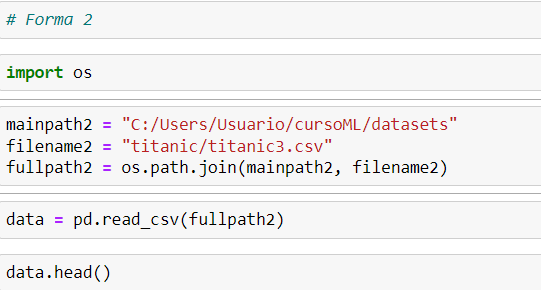 # Forma 2
import os
mainpath2 = "C:/Users/Usuario/cursoML/datasets"
filename2 = "titanic/titanic3.csv"
fullpath2 = os.path.join(mainpath2, filename2)
data = pd.read_csv(fullpath2)
data.head()